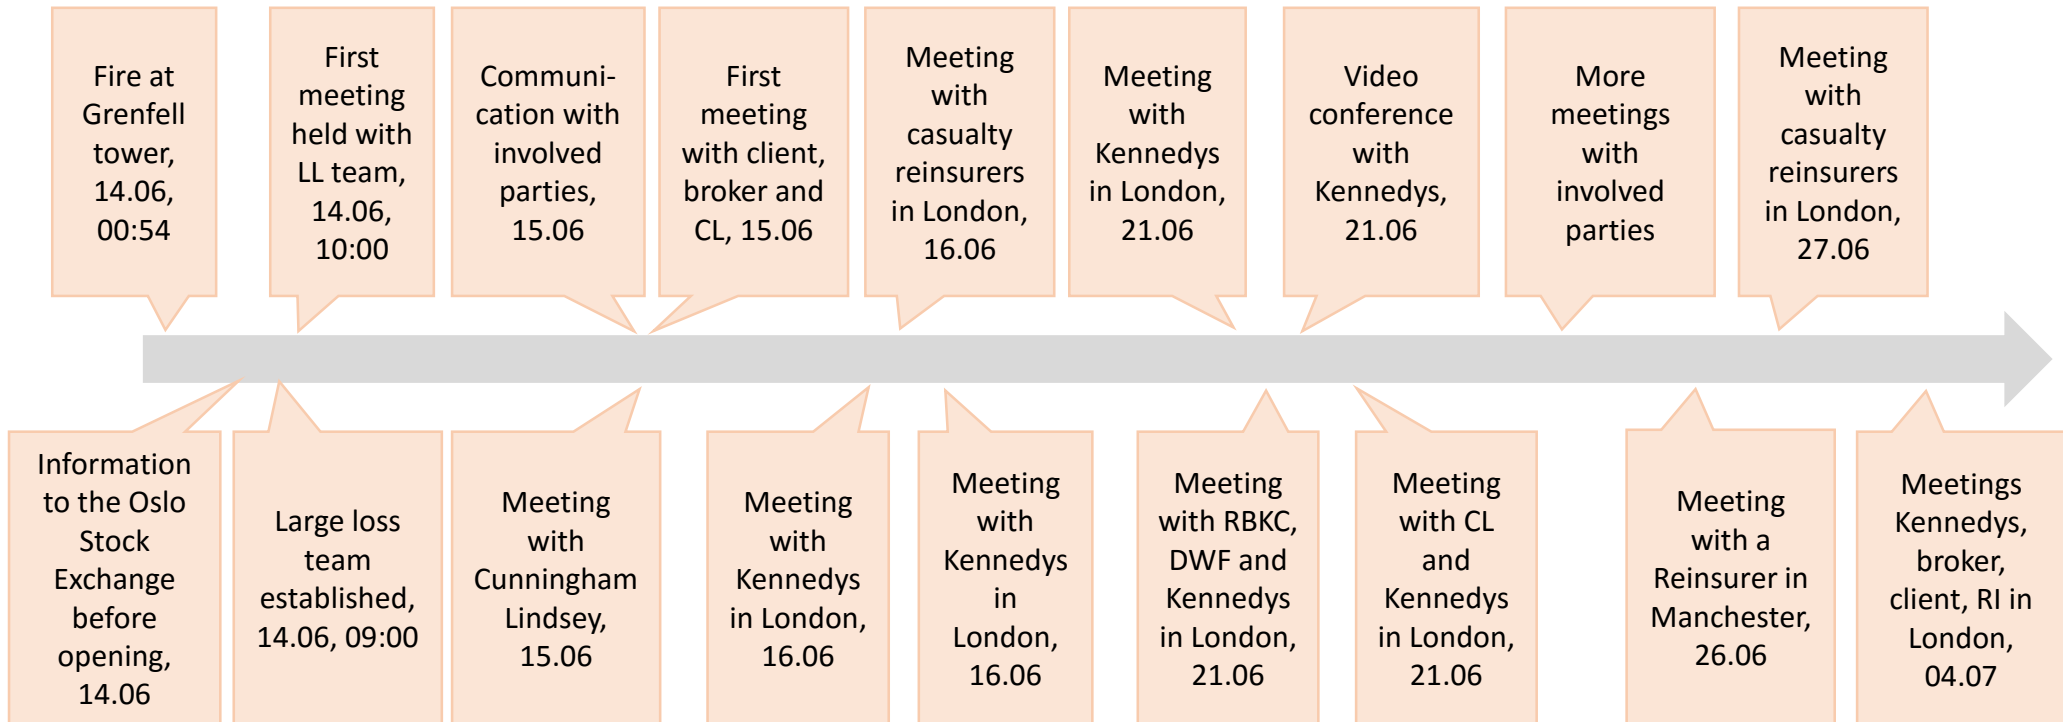 Fire at
Grenfell
tower,
14.06,
00:54
First
meeting
held with
LL team,
14.06,
10:00
Communi-
cation with
involved
parties,
15.06
First
meeting
with client,
broker and
CL, 15.06
Meeting
with
casualty
reinsurers
in London,
16.06
Meeting
with
Kennedys
in London,
21.06
Video
conference
with
Kennedys,
21.06
More
meetings
with
involved
parties
Meeting
with
casualty
reinsurers
in London,
27.06
Information
to the Oslo
Stock
Exchange
before
opening,
14.06
Large loss
team
established,
14.06, 09:00
Meeting
with
Cunningham
Lindsey,
15.06
Meeting
with
Kennedys
in London,
16.06
Meeting
with
Kennedys
in
London,
16.06
Meeting
with RBKC,
DWF and
Kennedys
in London,
21.06
Meeting
with CL
and
Kennedys
in London,
21.06
Meeting
with a
Reinsurer in
Manchester,
26.06
Meetings
Kennedys,
broker,
client, RI in
London,
04.07